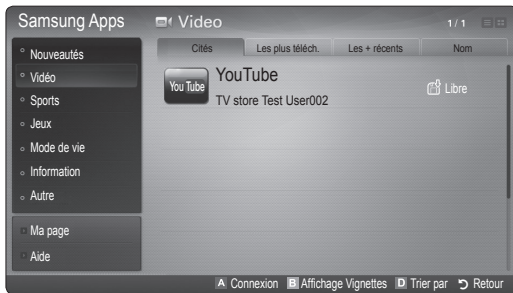 Samsung Apps
Video
1/1
Nouveautés
Vidéo
Sports
Jeux
Mode de vie
Information
Autre
Ma page
Aide
Cités
Les plus téléch.
Les + récents
Nom
You Tube
YouTube
TV store Test User002
Libre
A Connexion B Affichage Vignettes D Trier par Retour